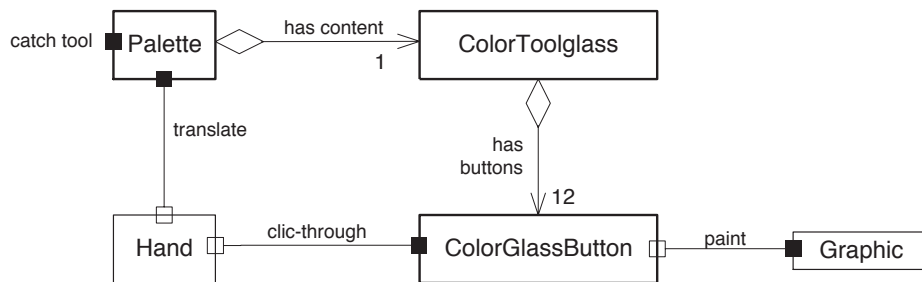 has content
catch tool
Palette
ColorToolglass
1
translate
has
buttons
12
clic-through
Hand
ColorGlassButton
paint
Graphic